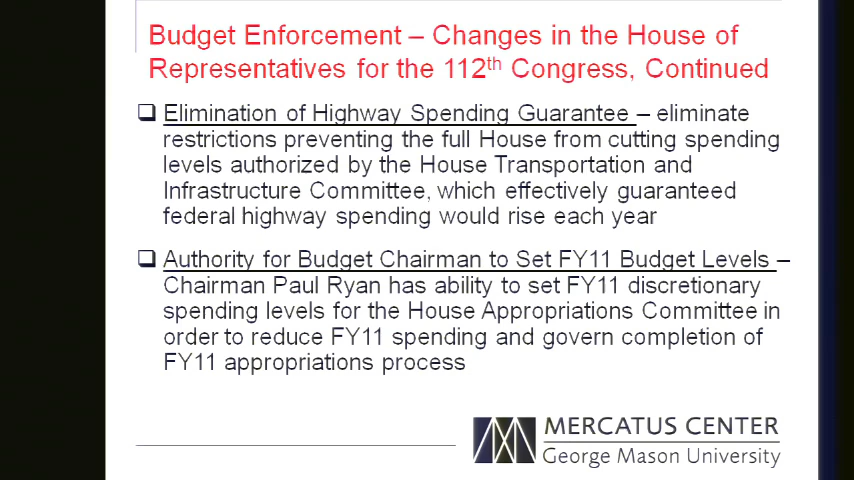 Budget Enforcement – Changes in the House of
Representatives for the 112th Congress, Continued
❑ Elimination of Highway Spending Guarantee – eliminate
restrictions preventing the full House from cutting spending
levels authorized by the House Transportation and
Infrastructure Committee, which effectively guaranteed
federal highway spending would rise each year
❑ Authority for Budget Chairman to Set FY11 Budget Levels –
Chairman Paul Ryan has ability to set FY11 discretionary
spending levels for the House Appropriations Committee in
order to reduce FY11 spending and govern completion of
FY11 appropriations process
MERCATUS CENTER
George Mason University